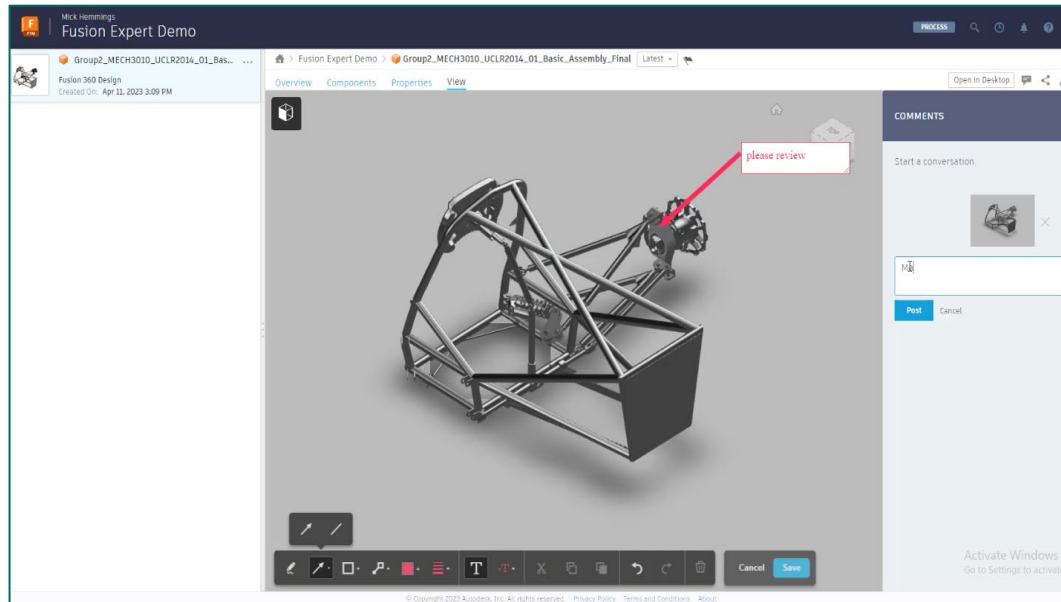 F
FTM
Mick Hemmings
Fusion Expert Demo
PROCESS
Group2_MECH3010_UCLR2014_01_Bas... ...
Fusion 360 Design
Created On: Apr 11, 2023 3:09 PM
> Fusion Expert Demo > Group2_MECH3010_UCLR2014_01_Basic_Assembly_Final Latest
Overview Components Properties View
Open in Desktop
COMMENTS
TOP
please review
Start a conversation.
Post Cancel
T T
Cancel Save
Activate Windows
Go to Settings to activat
© Copyright 2023 Autodesk, Inc. All rights reserved. Privacy Policy Terms and Conditions About